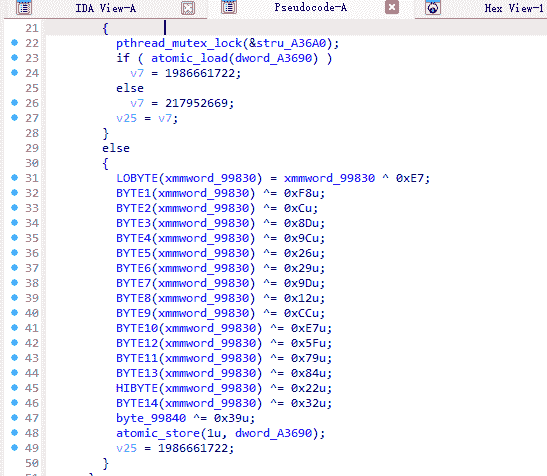 IDA View-A Pseudocode-A Hex View-1
21 {
22 pthread_mutex_lock(&stru_A36A0);
23 if ( atomic_load(dword_A3690) )
24 v7 = 1986661722;
25 else
26 v7 = 217952669;
27 v25 = v7;
28 }
29 else
30 {
31 LOBYTE(xmmword_99830) = xmmword_99830 ^ 0xE7;
32 BYTE1(xmmword_99830) ^= 0xF8u;
33 BYTE2(xmmword_99830) ^= 0xCu;
34 BYTE3(xmmword_99830) ^= 0x8Du;
35 BYTE4(xmmword_99830) ^= 0x9Cu;
36 BYTE5(xmmword_99830) ^= 0x26u;
37 BYTE6(xmmword_99830) ^= 0x29u;
38 BYTE7(xmmword_99830) ^= 0x9Du;
39 BYTE8(xmmword_99830) ^= 0x12u;
40 BYTE9(xmmword_99830) ^= 0xCCu;
41 BYTE10(xmmword_99830) ^= 0xE7u;
42 BYTE12(xmmword_99830) ^= 0x5Fu;
43 BYTE11(xmmword_99830) ^= 0x79u;
44 BYTE13(xmmword_99830) ^= 0x84u;
45 HIBYTE(xmmword_99830) ^= 0x22u;
46 BYTE14(xmmword_99830) ^= 0x32u;
47 byte_99840 ^= 0x39u;
48 atomic_store(1u, dword_A3690);
49 v25 = 1986661722;
50 }